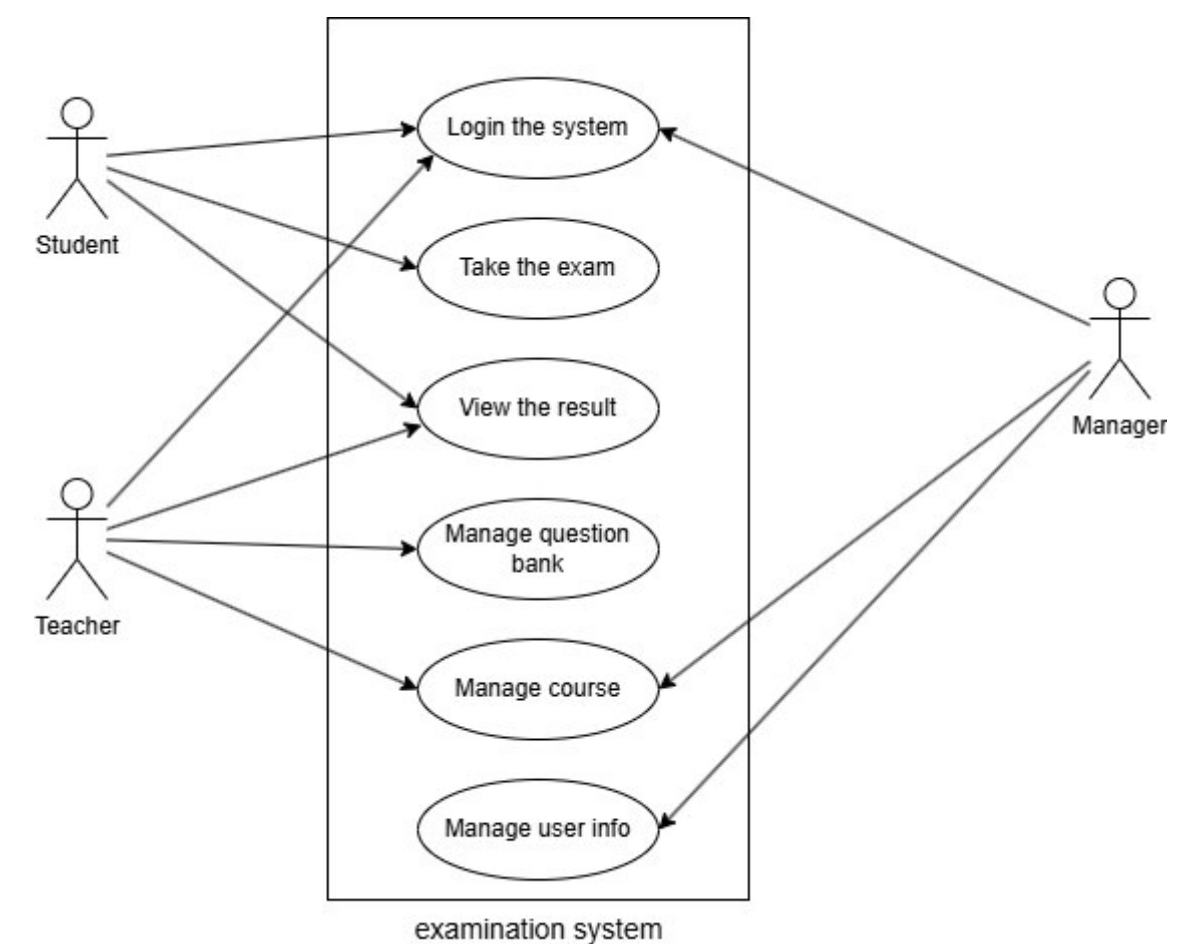 Login the system
Student
Take the exam
View the result
Manager
Manage question
bank
Teacher
Manage course
Manage user info
examination system